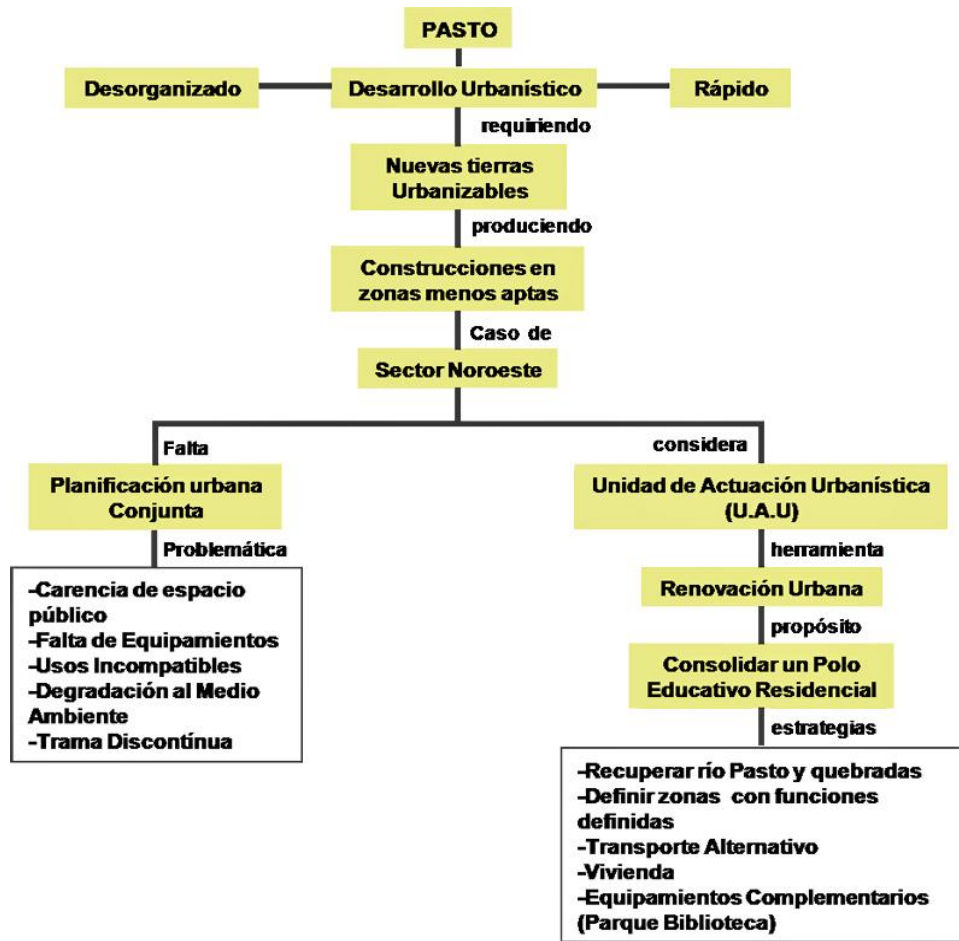 PASTO
Desorganizado
Desarrollo Urbanístico
Rápido
requiriendo
Nuevas tierras
Urbanizables
produciendo
Construcciones en
zonas menos aptas
Caso de
Sector Noroeste
Falta
Planificación urbana
Conjunta
Problemática
-Carencia de espacio
público
-Falta de Equipamientos
-Usos Incompatibles
-Degradación al Medio
Ambiente
-Trama Discontínua
considera
Unidad de Actuación Urbanística
(U.A.U)
herramienta
Renovación Urbana
propósito
Consolidar un Polo
Educativo Residencial
estrategias
-Recuperar río Pasto y quebradas
-Definir zonas con funciones
definidas
-Transporte Alternativo
-Vivienda
-Equipamientos Complementarios
(Parque Biblioteca)